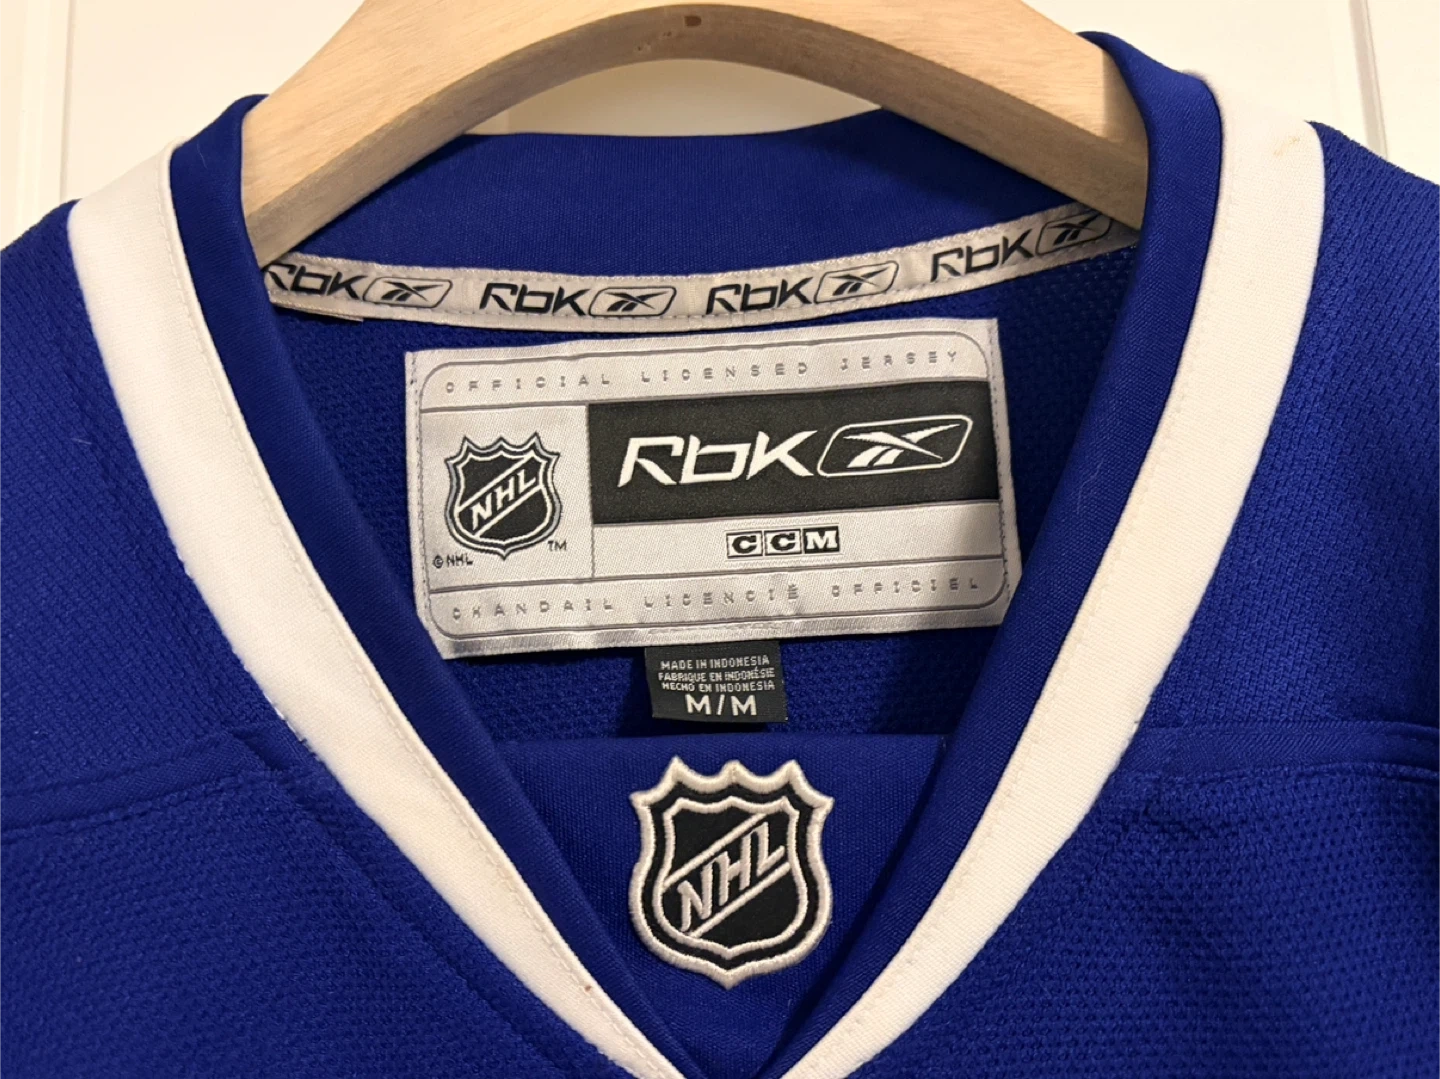 RbK RbK RbK RbK
OFFICIAL LICENSED JERSEY
NHL
RbK
©NHL
TM
CCM
CHANDAIL LICENCIÉ OFFICIEL
MADE IN INDONESIA
FABRIQUE EN INDONÉSIE
HECHO EN INDONESIA
M/M
NHL